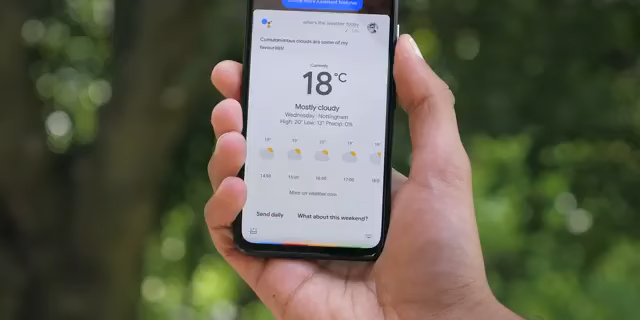 what's the weather today
Cumulonimbus clouds are some of my
favourites!
Currently
18°C
Mostly cloudy
Wednesday · Nottingham
High: 20° Low: 12° Precip: 0%
More on weather.com
Send daily
What about this weekend?